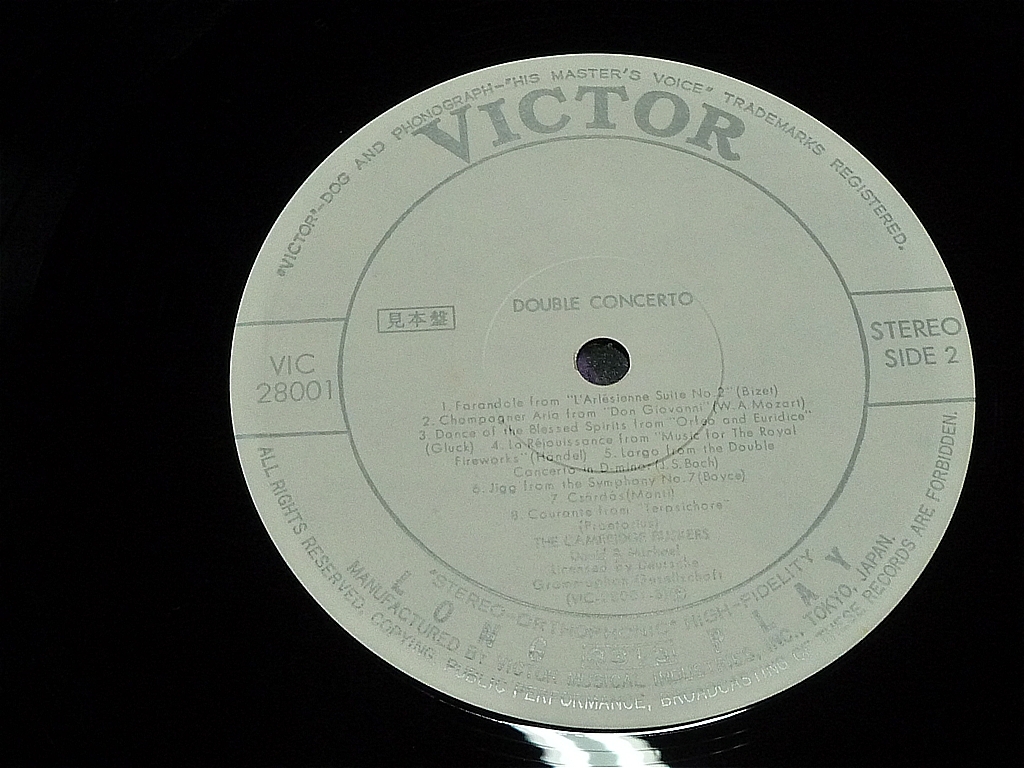 "VICTOR"–DOG AND PHONOGRAPH–"HIS MASTER'S VOICE" TRADEMARKS REGISTERED.
VICTOR
DOUBLE CONCERTO
見本盤
STEREO
SIDE 2
VIC
28001
1. Farandole from "L'Arlésienne Suite No.2" (Bizet)
2. Champagner Aria from "Don Giovanni" (W.A.Mozart)
3. Dance of the Blessed Spirits from "Orfeo and Euridice"
(Gluck) 4. La Réjouissance from "Music for The Royal
Fireworks" (Handel) 5. Largo from the Double
Concerto in D-minor (J.S.Bach)
6. Jigg from the Symphony No.7 (Boyce)
7. Csárdás (Monti)
8. Courante from "Terpsichore"
(Praetorius)
THE CAMBRIDGE BUSKERS
Michael
Licensed by Deutsche
Grammophon Gesellschaft
"STEREO-ORTHOPHONIC" HIGH-FIDELITY
LONG PLAY
MANUFACTURED BY VICTOR MUSICAL INDUSTRIES, INC., TOKYO, JAPAN.
ALL RIGHTS RESERVED. COPYING, PUBLIC PERFORMANCE, BROADCASTING OF THESE RECORDS ARE FORBIDDEN.